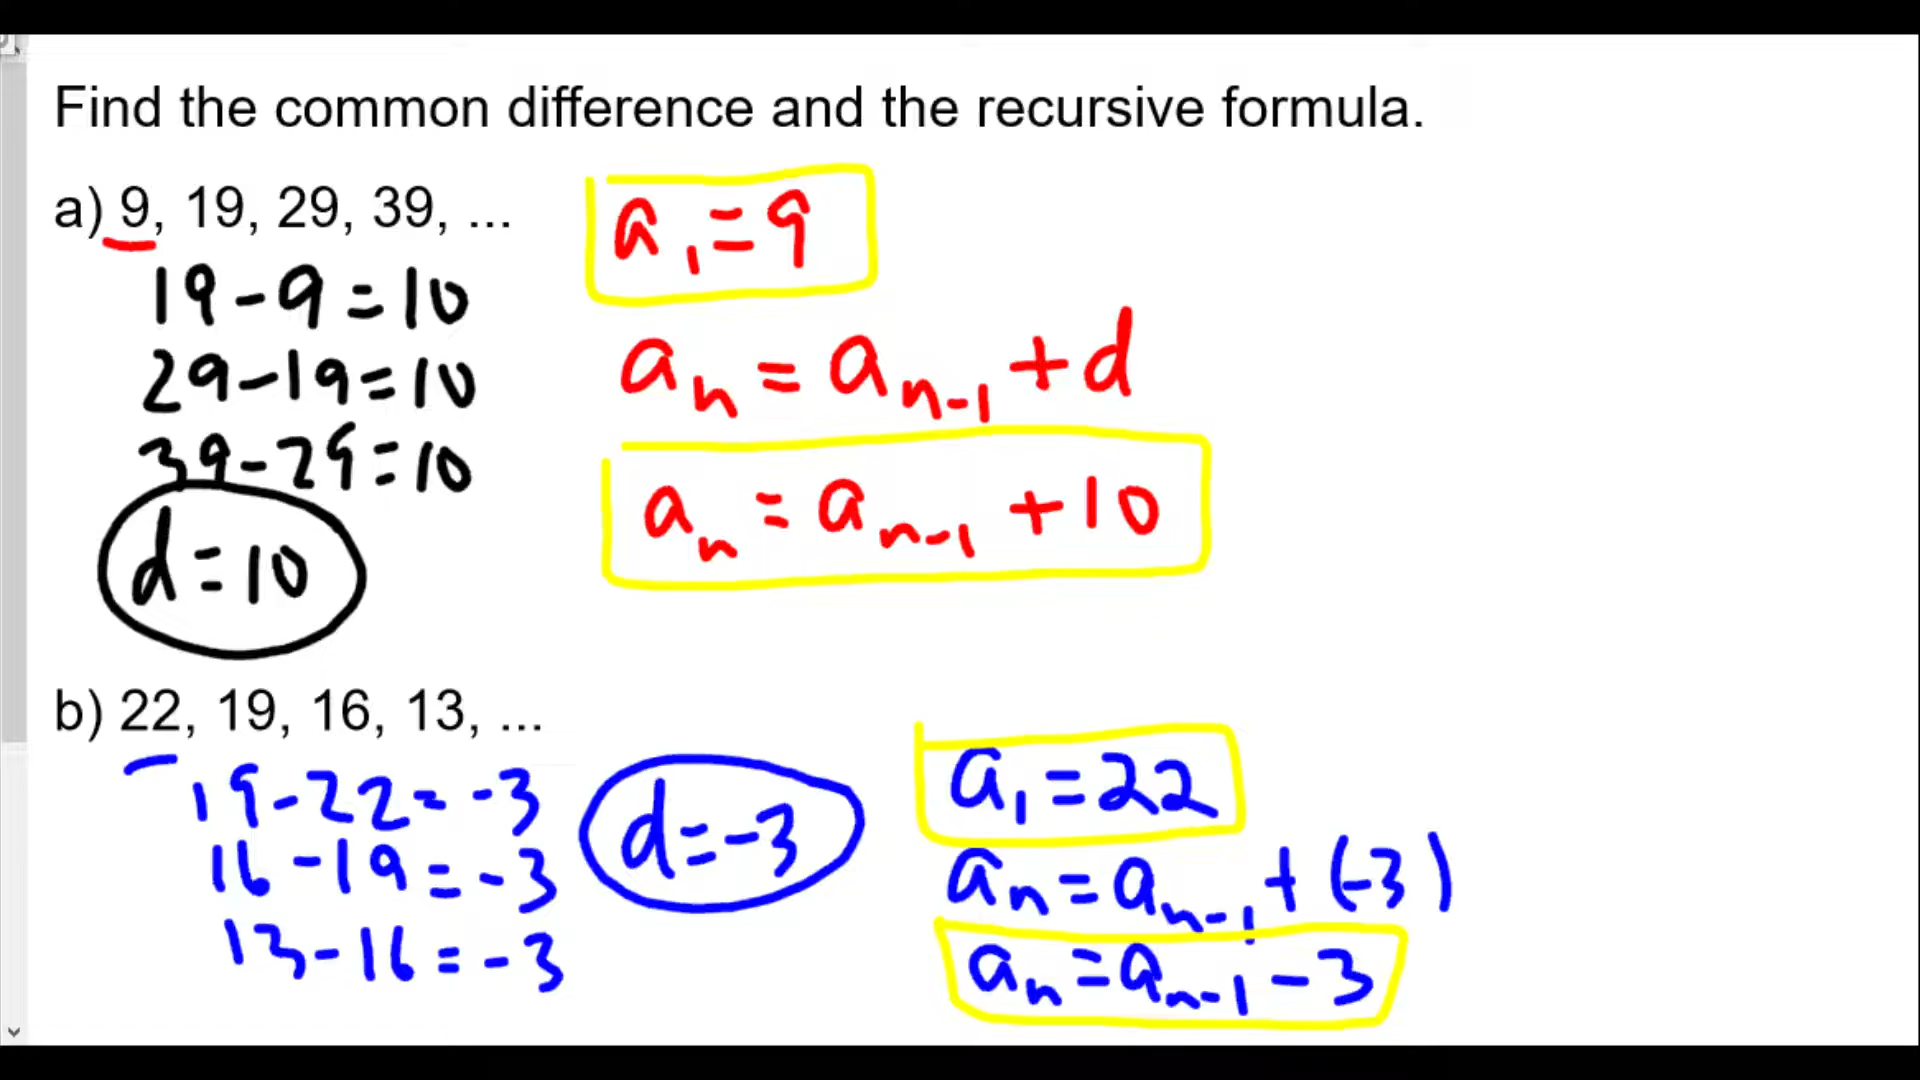 Find the common difference and the recursive formula.
a) 9, 19, 29, 39, ...
19-9=10
29-19=10
39-29=10
d=10
a₁=9
aₙ=aₙ₋₁+d
aₙ=aₙ₋₁+10
b) 22, 19, 16, 13, ...
19-22=-3
16-19=-3
13-16=-3
d=-3
a₁=22
aₙ=aₙ₋₁+(-3)
aₙ=aₙ₋₁-3